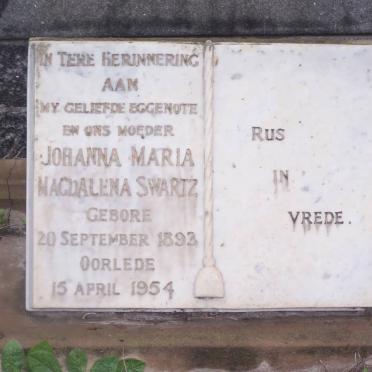 IN TERE HERINNERING
AAN
MY GELIEFDE EGGENOTE
EN ONS MOEDER
JOHANNA MARIA
MAGDALENA SWARTZ
GEBORE
20 SEPTEMBER 1893
OORLEDE
15 APRIL 1954
RUS
IN
VREDE.